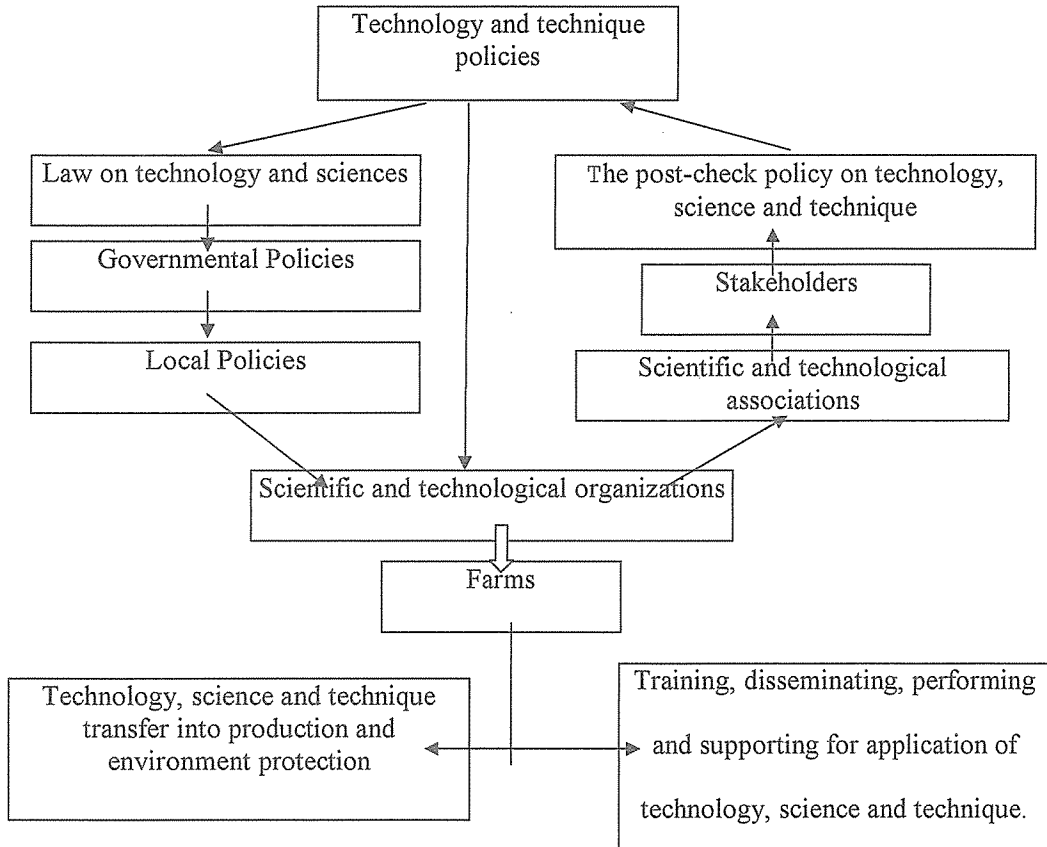 Technology and technique
policies
Law on technology and sciences
Governmental Policies
Local Policies
The post-check policy on technology,
science and technique
Stakeholders
Scientific and technological
associations
Scientific and technological organizations
Farms
Technology, science and technique
transfer into production and
environment protection
Training, disseminating, performing
and supporting for application of
technology, science and technique.